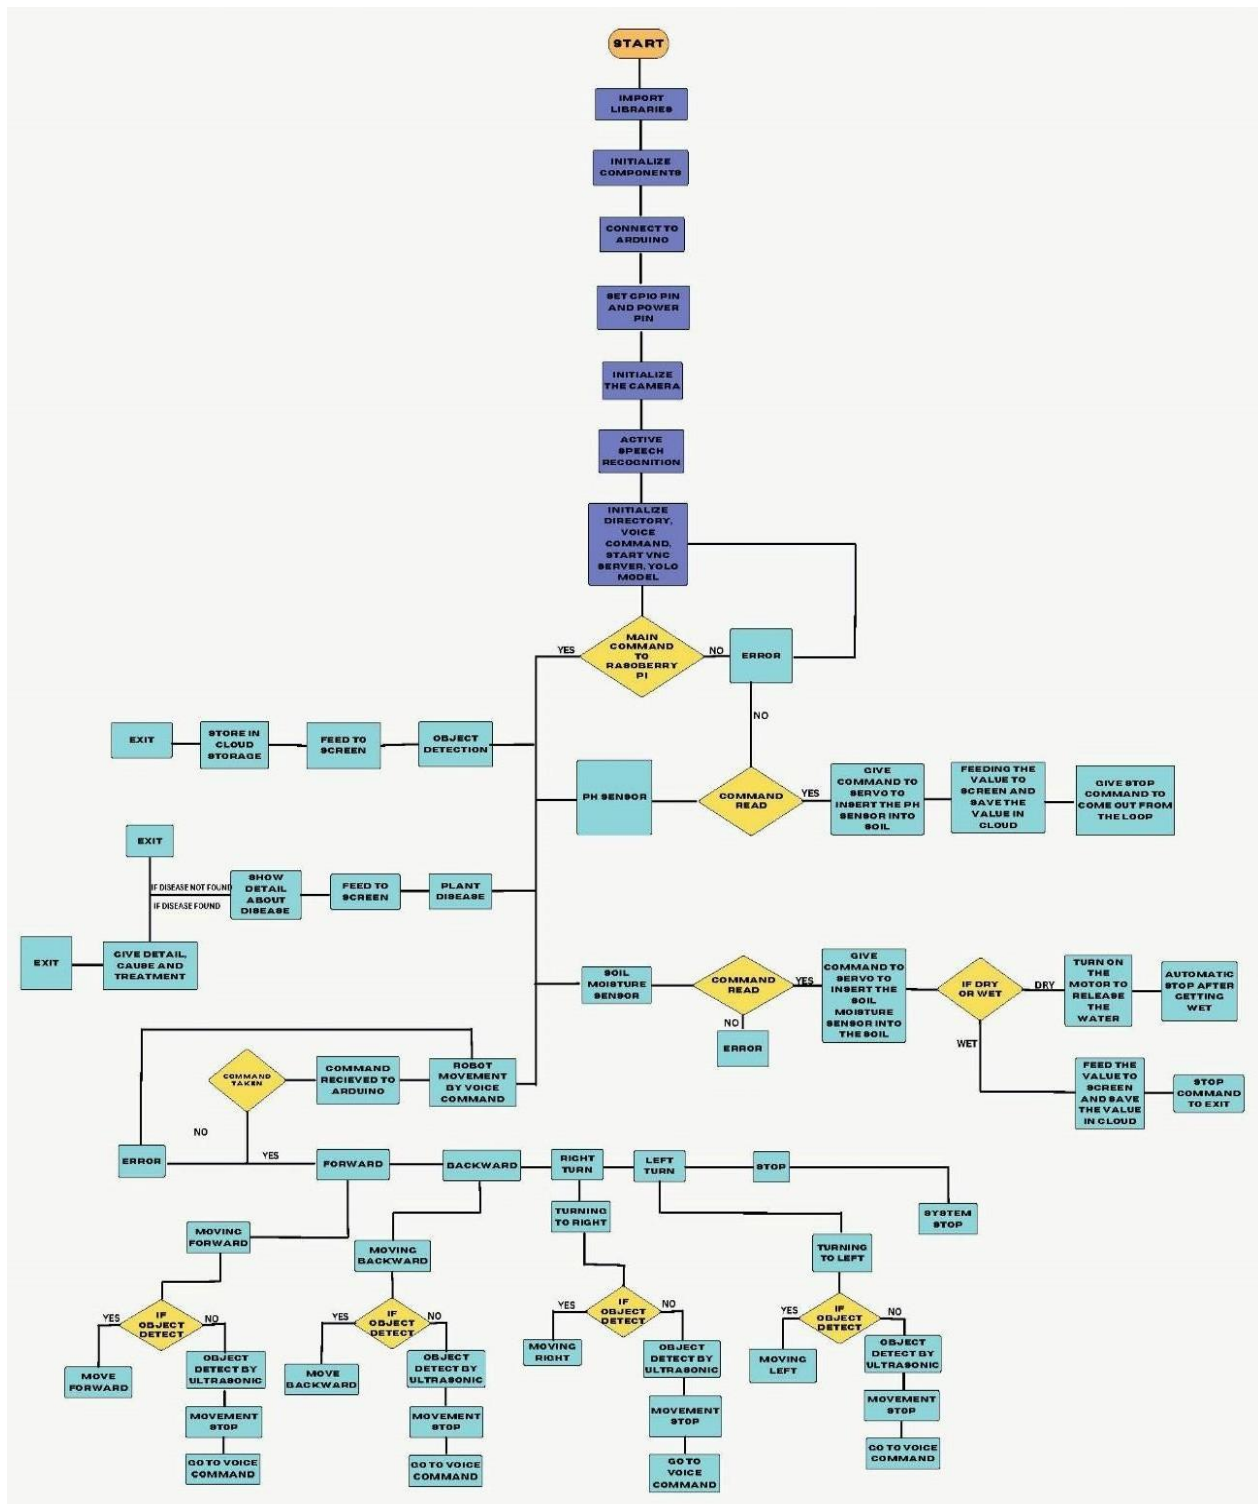 START
IMPORT
LIBRARIES
INITIALIZE
COMPONENTS
CONNECT TO
ARDUINO
SET GPIO PIN
AND POWER
PIN
INITIALIZE
THE CAMERA
ACTIVE
SPEECH
RECOGNITION
INITIALIZE
DIRECTORY,
VOICE
COMMAND,
START VNC
SERVER, YOLO
MODEL
MAIN
COMMAND
TO
RASOBERRY
PI
YES
NO
ERROR
NO
EXIT
STORE IN
CLOUD
STORAGE
FEED TO
SCREEN
OBJECT
DETECTION
PH SENSOR
COMMAND
READ
YES
GIVE
COMMAND TO
SERVO TO
INSERT THE PH
SENSOR INTO
SOIL
FEEDING THE
VALUE TO
SCREEN AND
SAVE THE
VALUE IN
CLOUD
GIVE STOP
COMMAND TO
COME OUT FROM
THE LOOP
EXIT
IF DISEASE NOT FOUND
IF DISEASE FOUND
SHOW
DETAIL
ABOUT
DISEASE
FEED TO
SCREEN
PLANT
DISEASE
EXIT
GIVE DETAIL,
CAUSE AND
TREATMENT
SOIL
MOISTURE
SENSOR
COMMAND
READ
YES
NO
ERROR
GIVE
COMMAND TO
SERVO TO
INSERT THE
SOIL
MOISTURE
SENSOR INTO
THE SOIL
IF DRY
OR WET
DRY
WET
TURN ON
THE
MOTOR TO
RELEASE
THE
WATER
AUTOMATIC
STOP AFTER
GETTING
WET
FEED THE
VALUE TO
SCREEN
AND SAVE
THE VALUE
IN CLOUD
STOP
COMMAND
TO EXIT
COMMAND
TAKEN
COMMAND
RECIEVED TO
ARDUINO
ROBOT
MOVEMENT
BY VOICE
COMMAND
NO
YES
ERROR
FORWARD
BACKWARD
RIGHT
TURN
LEFT
TURN
STOP
SYSTEM
STOP
MOVING
FORWARD
MOVING
BACKWARD
TURNING
TO RIGHT
TURNING
TO LEFT
YES
IF
OBJECT
DETECT
NO
MOVE
FORWARD
OBJECT
DETECT BY
ULTRASONIC
MOVEMENT
STOP
GO TO VOICE
COMMAND
YES
IF
OBJECT
DETECT
NO
MOVE
BACKWARD
OBJECT
DETECT BY
ULTRASONIC
MOVEMENT
STOP
GO TO VOICE
COMMAND
YES
IF
OBJECT
DETECT
NO
MOVING
RIGHT
OBJECT
DETECT BY
ULTRASONIC
MOVEMENT
STOP
GO TO
VOICE
COMMAND
YES
IF
OBJECT
DETECT
NO
MOVING
LEFT
OBJECT
DETECT BY
ULTRASONIC
MOVEMENT
STOP
GO TO VOICE
COMMAND